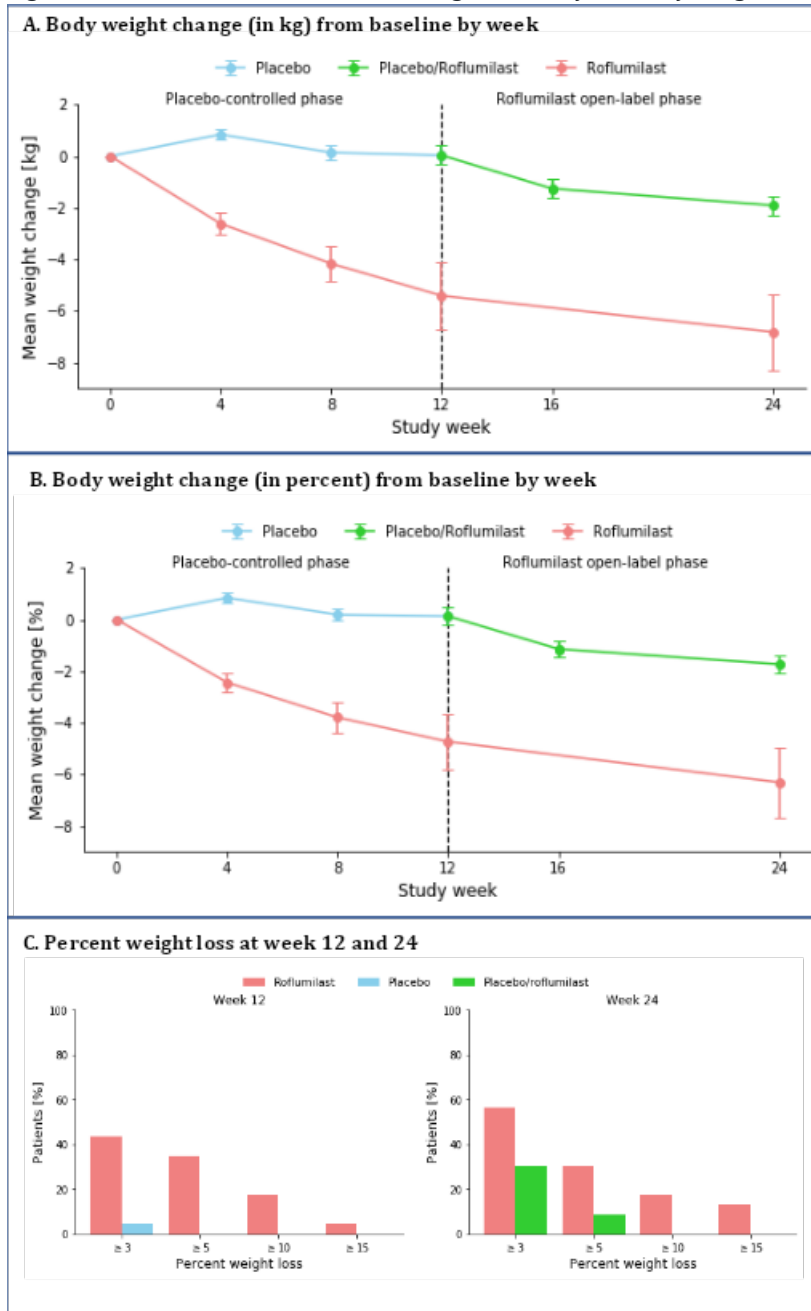 A. Body weight change (in kg) from baseline by week
Placebo Placebo/Roflumilast Roflumilast
Placebo-controlled phase Roflumilast open-label phase
Mean weight change [kg]
2
0
−2
−4
−6
−8
0 4 8 12 16 24
Study week
B. Body weight change (in percent) from baseline by week
Placebo Placebo/Roflumilast Roflumilast
Placebo-controlled phase Roflumilast open-label phase
Mean weight change [%]
2
0
−2
−4
−6
−8
0 4 8 12 16 24
Study week
C. Percent weight loss at week 12 and 24
Roflumilast Placebo Placebo/roflumilast
Week 12 Week 24
Patients [%]
100
80
60
40
20
0
≥ 3 ≥ 5 ≥ 10 ≥ 15
Percent weight loss
Patients [%]
100
80
60
40
20
0
≥ 3 ≥ 5 ≥ 10 ≥ 15
Percent weight loss